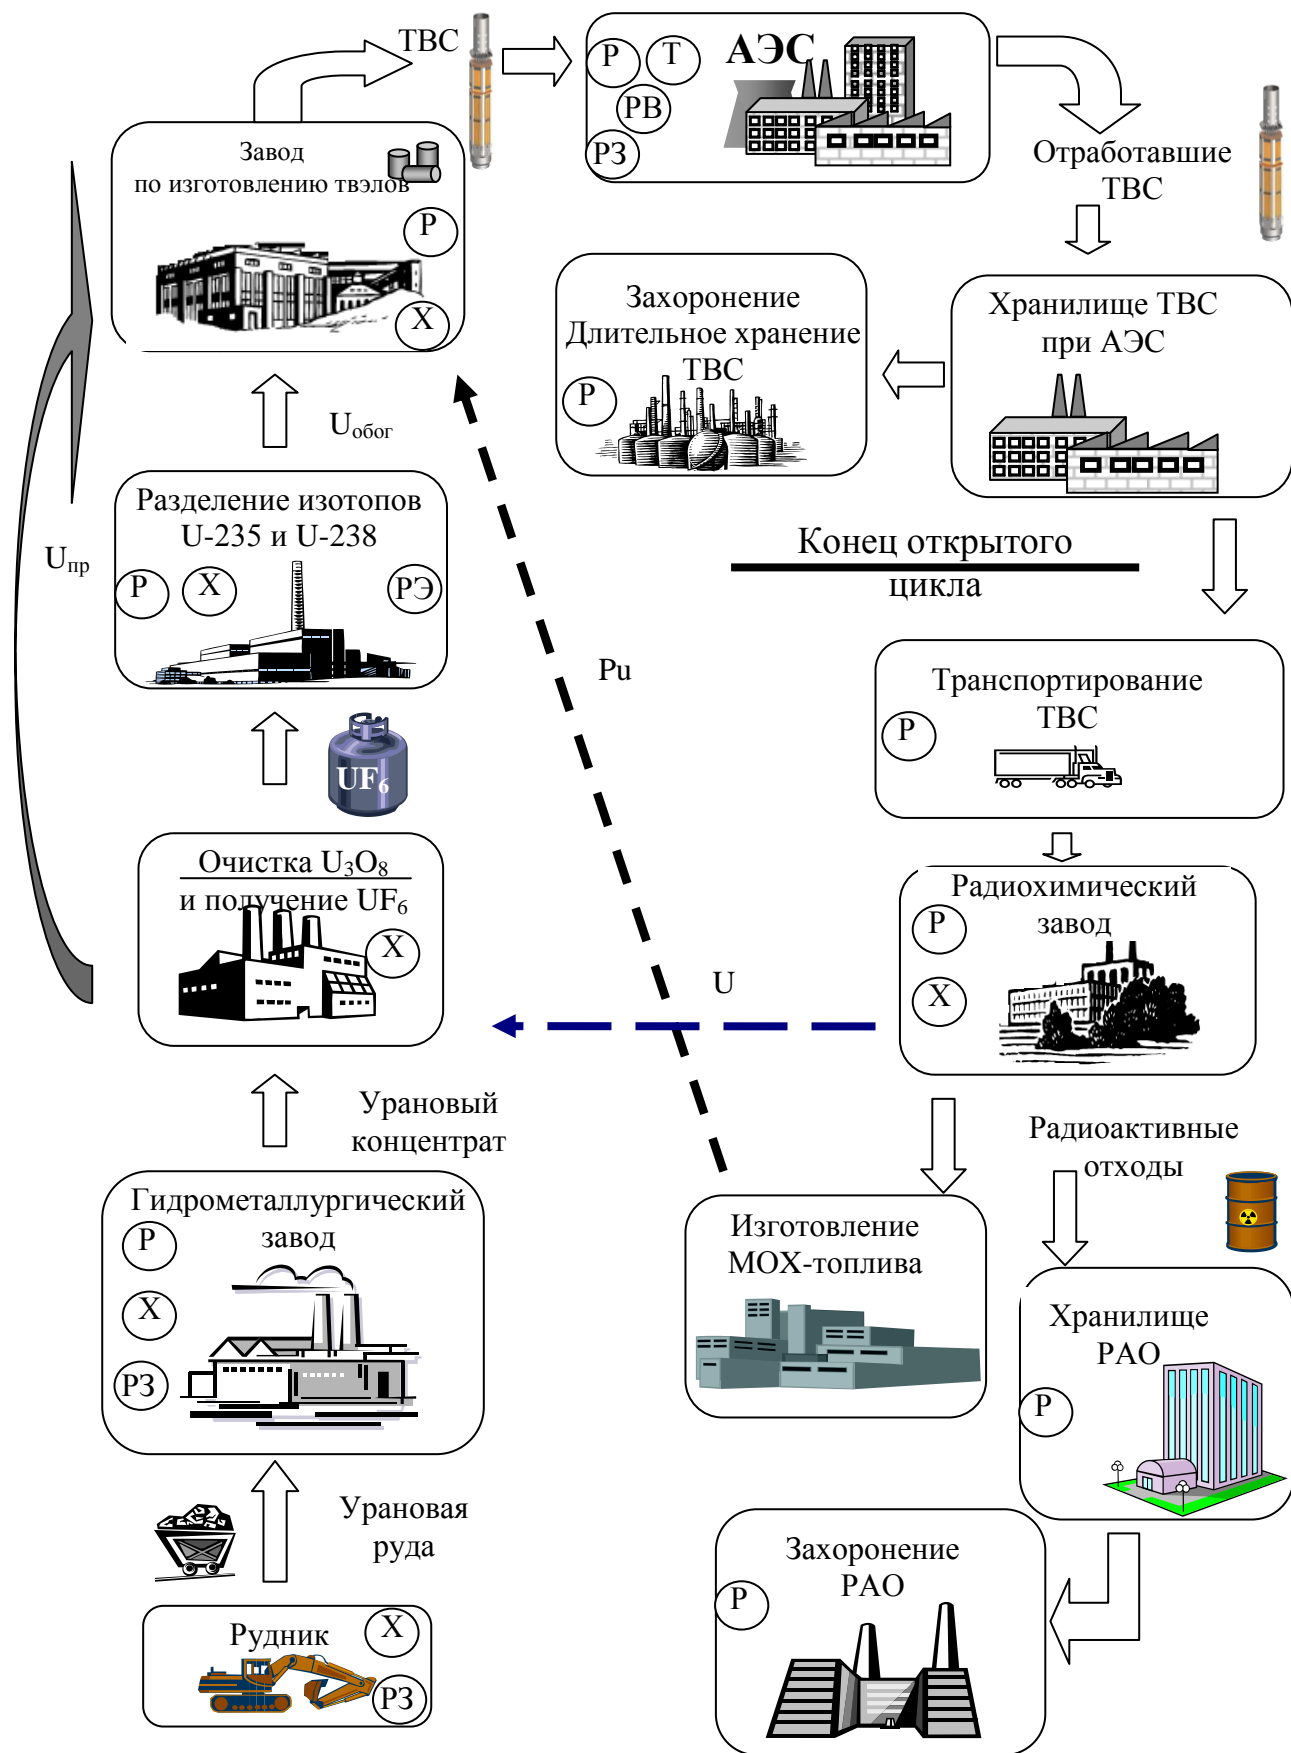 ТВС
Р
Т
АЭС
РВ
РЗ
Завод
по изготовлению твэлов
Р
Х
Отработавшие
ТВС
Захоронение
Длительное хранение
ТВС
Р
Хранилище ТВС
при АЭС
Uобог
Разделение изотопов
U-235 и U-238
Р
Х
РЭ
Uпр
Конец открытого
цикла
Pu
Транспортирование
ТВС
Р
UF6
Очистка U3O8
и получение UF6
Х
Радиохимический
завод
Р
Х
U
Урановый
концентрат
Радиоактивные
отходы
Гидрометаллургический
завод
Р
Х
РЗ
Изготовление
МОХ-топлива
Хранилище
РАО
Р
Урановая
руда
Захоронение
РАО
Р
Рудник
Х
РЗ